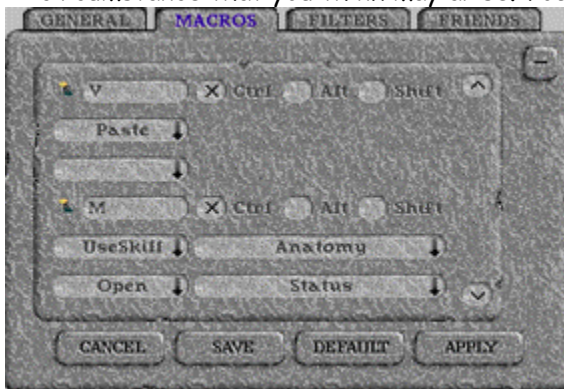 GENERAL MACROS FILTERS FRIENDS
V X Ctrl Alt Shift
Paste
M X Ctrl Alt Shift
UseSkill Anatomy
Open Status
CANCEL SAVE DEFAULT APPLY